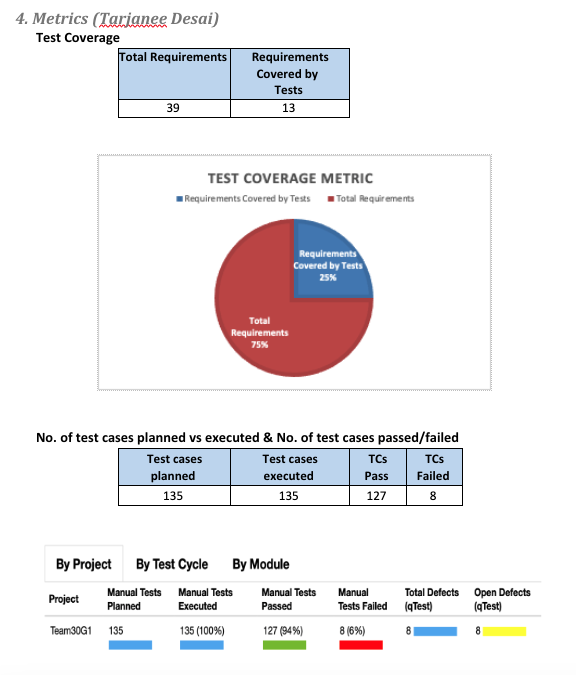 4. Metrics (Tarjanee Desai)
Test Coverage
Total Requirements
Requirements
Covered by
Tests
39
13
TEST COVERAGE METRIC
Requirements Covered by Tests
Total Requirements
Requirements
Covered by Tests
25%
Total
Requirements
75%
No. of test cases planned vs executed & No. of test cases passed/failed
Test cases
planned
Test cases
executed
TCs
Pass
TCs
Failed
135
135
127
8
By Project
By Test Cycle
By Module
Project
Manual Tests
Planned
Manual Tests
Executed
Manual Tests
Passed
Manual
Tests Failed
Total Defects
(qTest)
Open Defects
(qTest)
Team30G1
135
135 (100%)
127 (94%)
8 (6%)
8
8